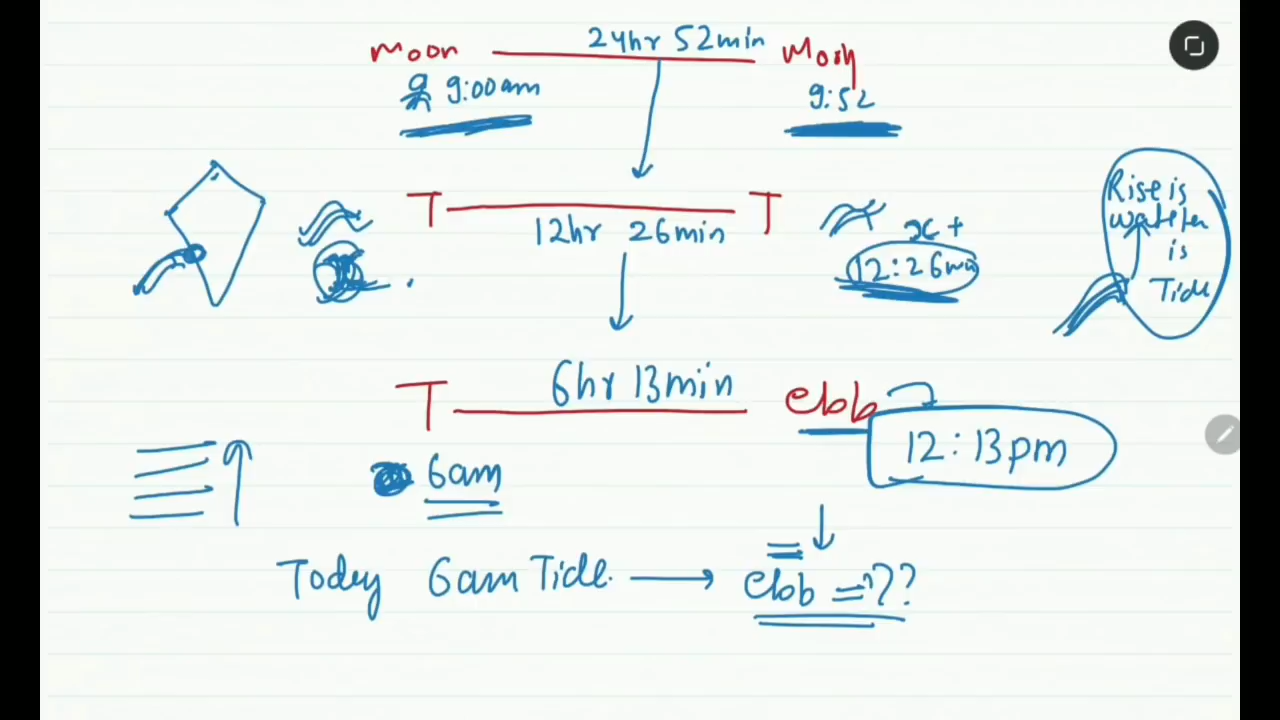 24hr 52min
Moon Moon
9:00am 9:52
T T
12hr 26min x +
12:26min
Rise is
watter
is
Tide
T 6hr 13min ebb
12:13pm
6am
Today 6am Tide → ebb = ??